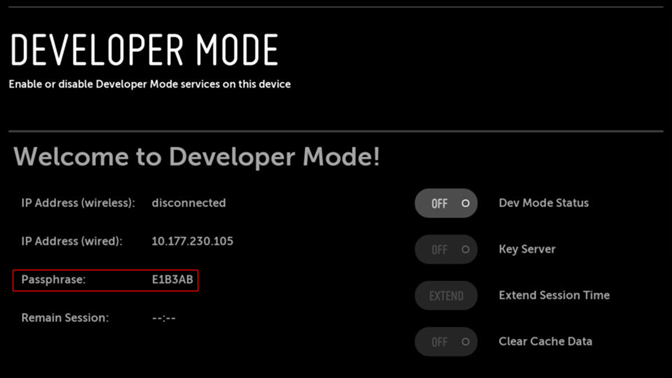 DEVELOPER MODE
Enable or disable Developer Mode services on this device
Welcome to Developer Mode!
IP Address (wireless): disconnected
OFF Dev Mode Status
IP Address (wired): 10.177.230.105
OFF Key Server
Passphrase: E1B3AB
EXTEND Extend Session Time
Remain Session: --:--
OFF Clear Cache Data